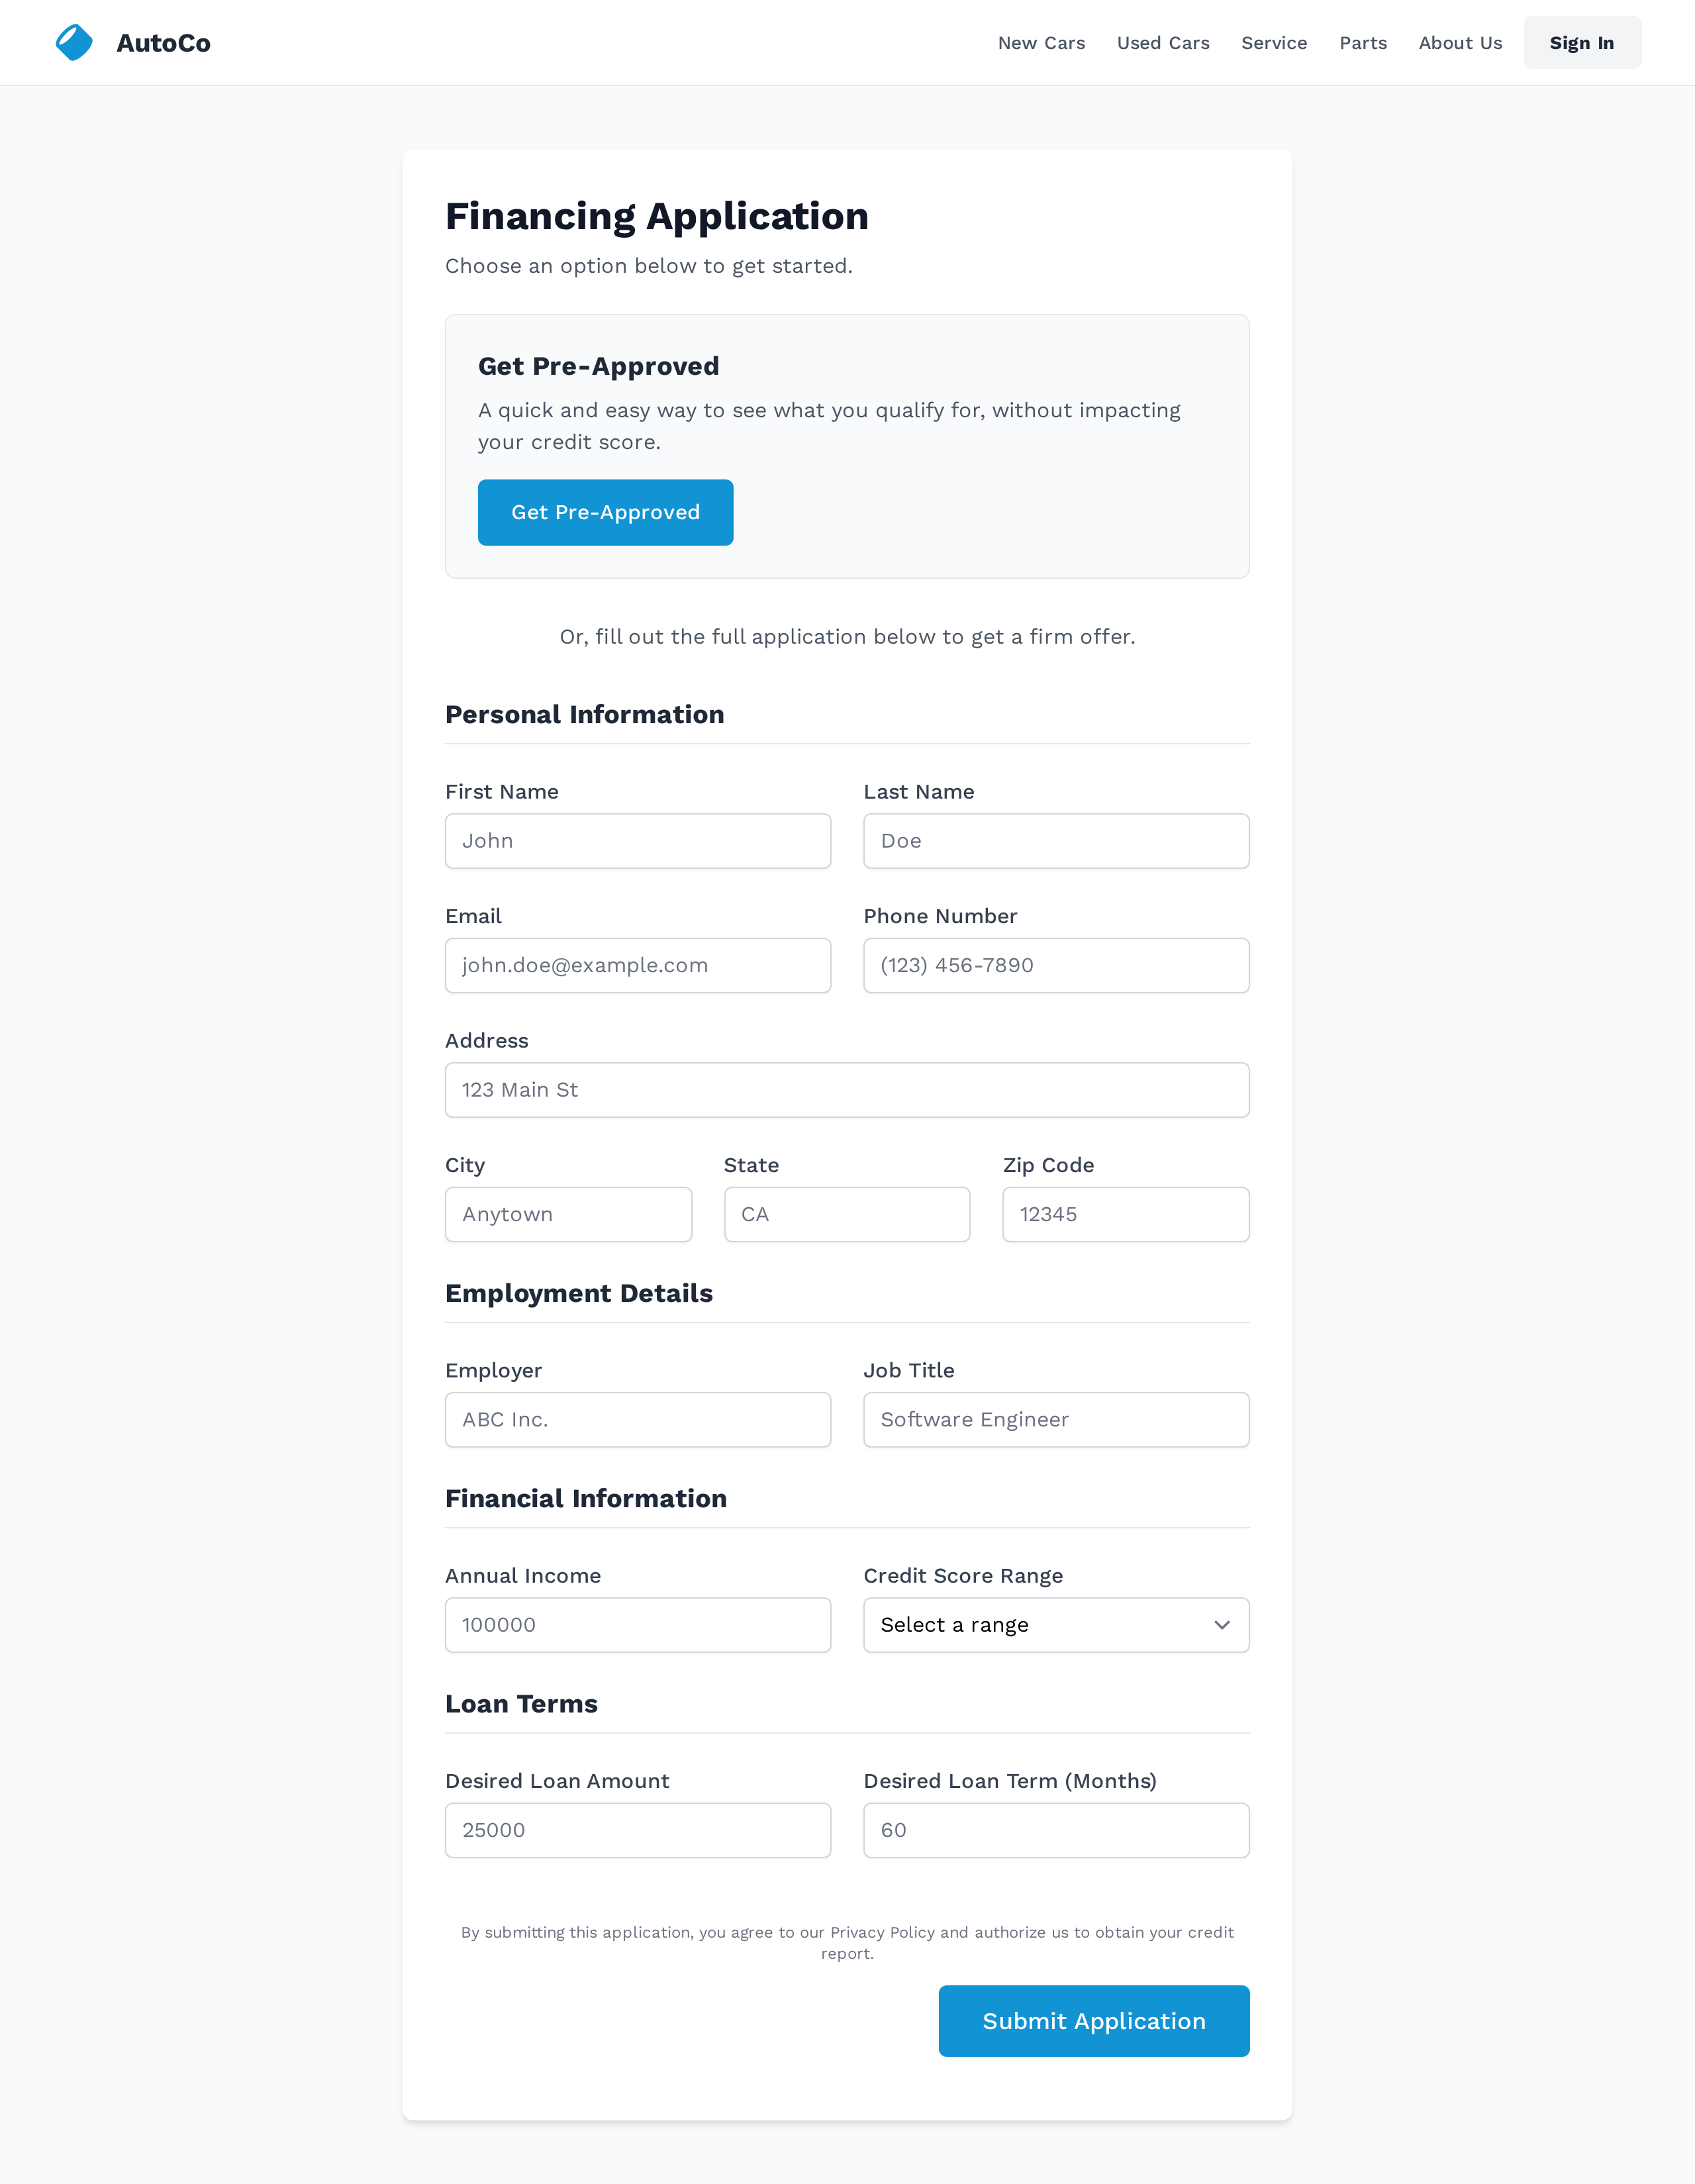 AutoCo
New Cars
Used Cars
Service
Parts
About Us
Sign In
Financing Application
Choose an option below to get started.
Get Pre-Approved
A quick and easy way to see what you qualify for, without impacting
your credit score.
Get Pre-Approved
Or, fill out the full application below to get a firm offer.
Personal Information
First Name
Last Name
John
Doe
Email
Phone Number
john.doe@example.com
(123) 456-7890
Address
123 Main St
City
State
Zip Code
Anytown
CA
12345
Employment Details
Employer
Job Title
ABC Inc.
Software Engineer
Financial Information
Annual Income
Credit Score Range
100000
Select a range
Loan Terms
Desired Loan Amount
Desired Loan Term (Months)
25000
60
By submitting this application, you agree to our Privacy Policy and authorize us to obtain your credit
report.
Submit Application